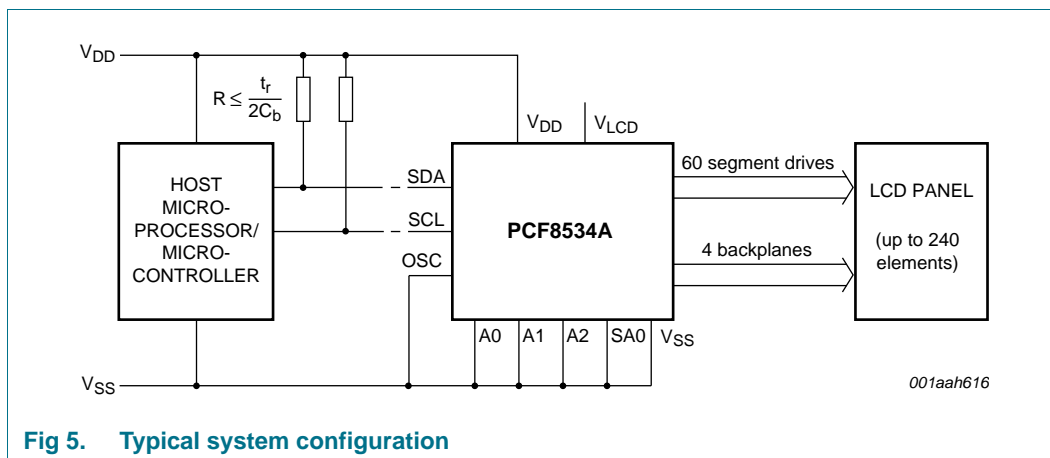 VDD
R ≤ tr
2Cb
VDD
VLCD
HOST
MICRO-
PROCESSOR/
MICRO-
CONTROLLER
SDA
SCL
OSC
PCF8534A
60 segment drives
4 backplanes
LCD PANEL
(up to 240
elements)
A0 A1 A2 SA0 VSS
VSS
001aah616
Fig 5. Typical system configuration